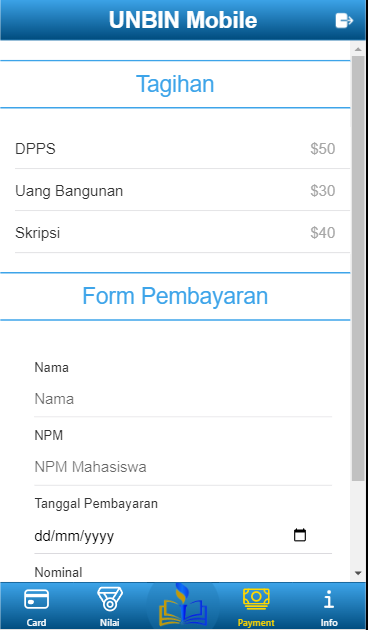 UNBIN Mobile
Tagihan
DPPS $50
Uang Bangunan $30
Skripsi $40
Form Pembayaran
Nama
Nama
NPM
NPM Mahasiswa
Tanggal Pembayaran
dd/mm/yyyy
Nominal
Card Nilai Payment Info